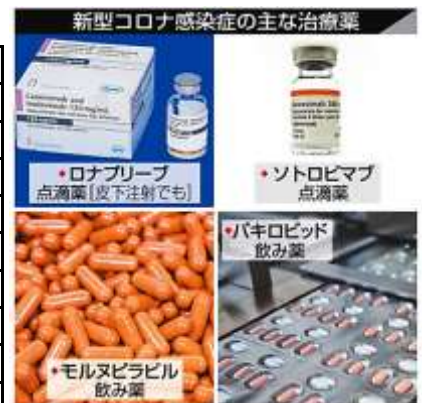 新型コロナ感染症の主な治療薬
•ロナプリーブ
点滴薬[皮下注射でも]
•ソトロビマブ
点滴薬
•パキロビッド
飲み薬
•モルヌピラビル
飲み薬